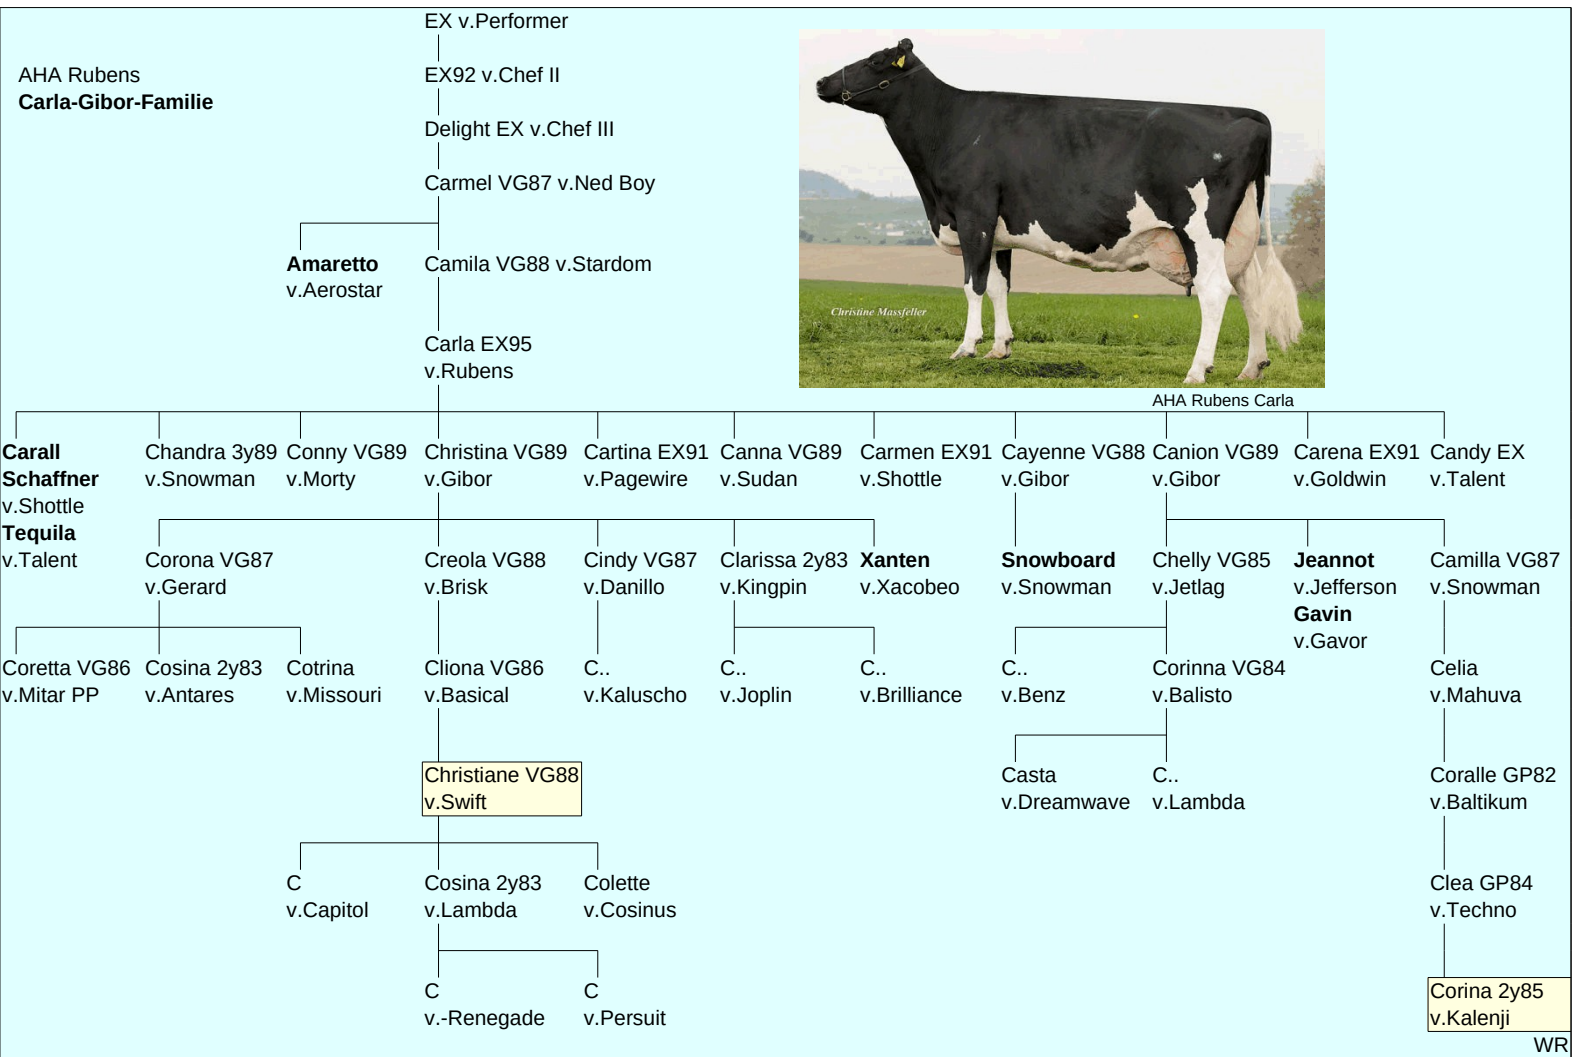 EX v.Performer
AHA Rubens
Carla-Gibor-Familie
EX92 v.Chef II
Delight EX v.Chef III
Carmel VG87 v.Ned Boy
Amaretto
v.Aerostar
Camila VG88 v.Stardom
Carla EX95
v.Rubens
Christine Massfeller
AHA Rubens Carla
Carall
Schaffner
v.Shottle
Tequila
v.Talent
Chandra 3y89
v.Snowman
Conny VG89
v.Morty
Christina VG89
v.Gibor
Cartina EX91
v.Pagewire
Canna VG89
v.Sudan
Carmen EX91
v.Shottle
Cayenne VG88
v.Gibor
Canion VG89
v.Gibor
Carena EX91
v.Goldwin
Candy EX
v.Talent
Corona VG87
v.Gerard
Creola VG88
v.Brisk
Cindy VG87
v.Danillo
Clarissa 2y83
v.Kingpin
Xanten
v.Xacobeo
Snowboard
v.Snowman
Chelly VG85
v.Jetlag
Jeannot
v.Jefferson
Gavin
v.Gavor
Camilla VG87
v.Snowman
Coretta VG86
v.Mitar PP
Cosina 2y83
v.Antares
Cotrina
v.Missouri
Cliona VG86
v.Basical
C..
v.Kaluscho
C..
v.Joplin
C..
v.Brilliance
C..
v.Benz
Corinna VG84
v.Balisto
Celia
v.Mahuva
Christiane VG88
v.Swift
Casta
v.Dreamwave
C..
v.Lambda
Coralle GP82
v.Baltikum
C
v.Capitol
Cosina 2y83
v.Lambda
Colette
v.Cosinus
Clea GP84
v.Techno
C
v.-Renegade
C
v.Persuit
Corina 2y85
v.Kalenji
WR